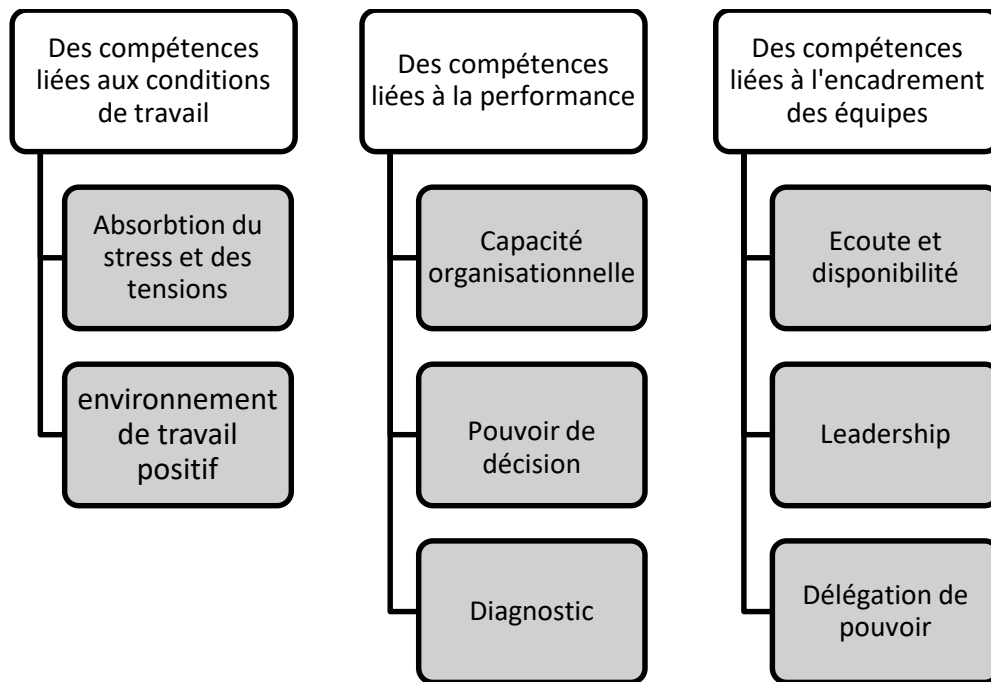 Des compétences
liées aux conditions
de travail
Absorbtion du
stress et des
tensions
environnement
de travail
positif
Des compétences
liées à la performance
Capacité
organisationnelle
Pouvoir de
décision
Diagnostic
Des compétences
liées à l'encadrement
des équipes
Ecoute et
disponibilité
Leadership
Délégation de
pouvoir